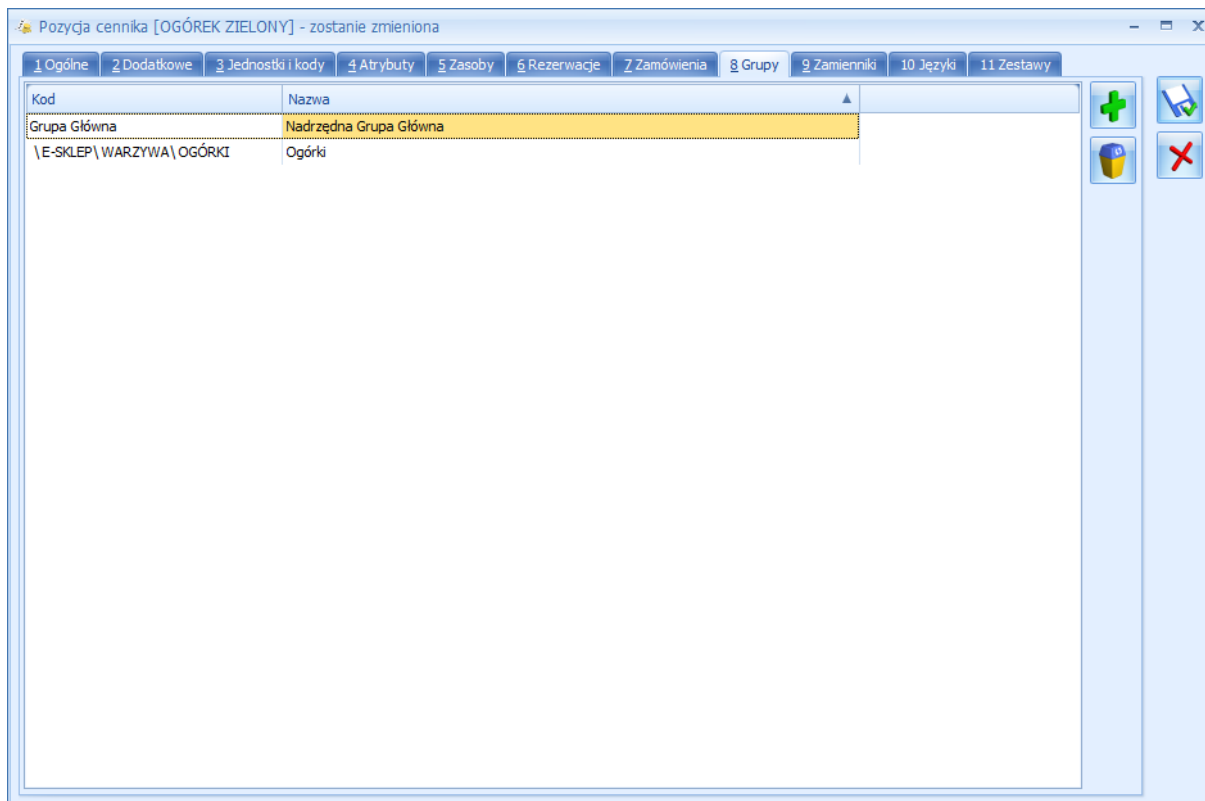 Pozycja cennika [OGÓREK ZIELONY] - zostanie zmieniona
1 Ogólne 2 Dodatkowe 3 Jednostki i kody 4 Atrybuty 5 Zasoby 6 Rezerwacje 7 Zamówienia 8 Grupy 9 Zamienniki 10 Języki 11 Zestawy
Kod Nazwa
Grupa Główna Nadrzędna Grupa Główna
\E-SKLEP\WARZYWA\OGÓRKI Ogórki